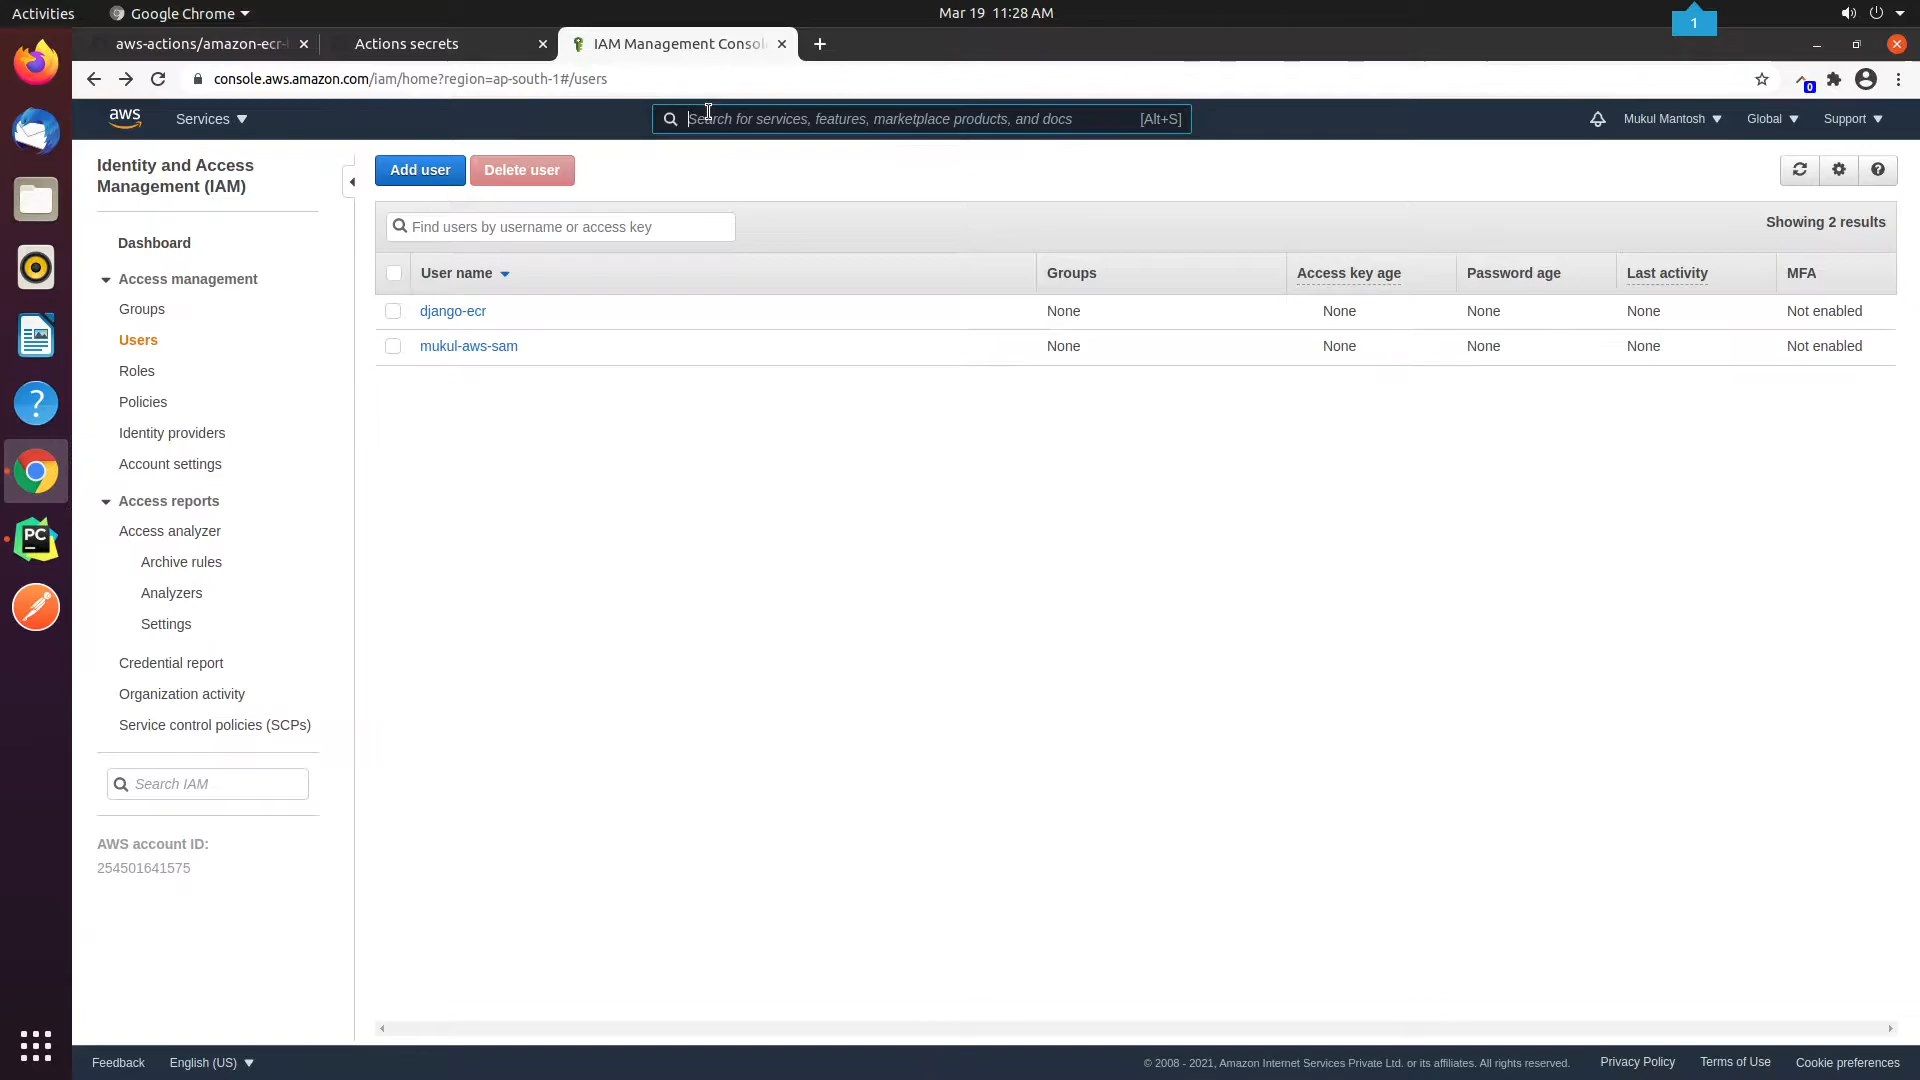 Activities
Google Chrome
Mar 19 11:28 AM
1
aws-actions/amazon-ecr-
Actions secrets
IAM Management Consol
console.aws.amazon.com/iam/home?region=ap-south-1#/users
0
aws
Services
Search for services, features, marketplace products, and docs
[Alt+S]
Mukul Mantosh
Global
Support
Identity and Access
Management (IAM)
Dashboard
Access management
Groups
Users
Roles
Policies
Identity providers
Account settings
Access reports
Access analyzer
Archive rules
Analyzers
Settings
Credential report
Organization activity
Service control policies (SCPs)
Search IAM
AWS account ID:
254501641575
Add user
Delete user
Find users by username or access key
Showing 2 results
User name Groups Access key age Password age Last activity MFA
django-ecr None None None None Not enabled
mukul-aws-sam None None None None Not enabled
PC
Feedback
English (US)
© 2008 - 2021, Amazon Internet Services Private Ltd. or its affiliates. All rights reserved.
Privacy Policy
Terms of Use
Cookie preferences